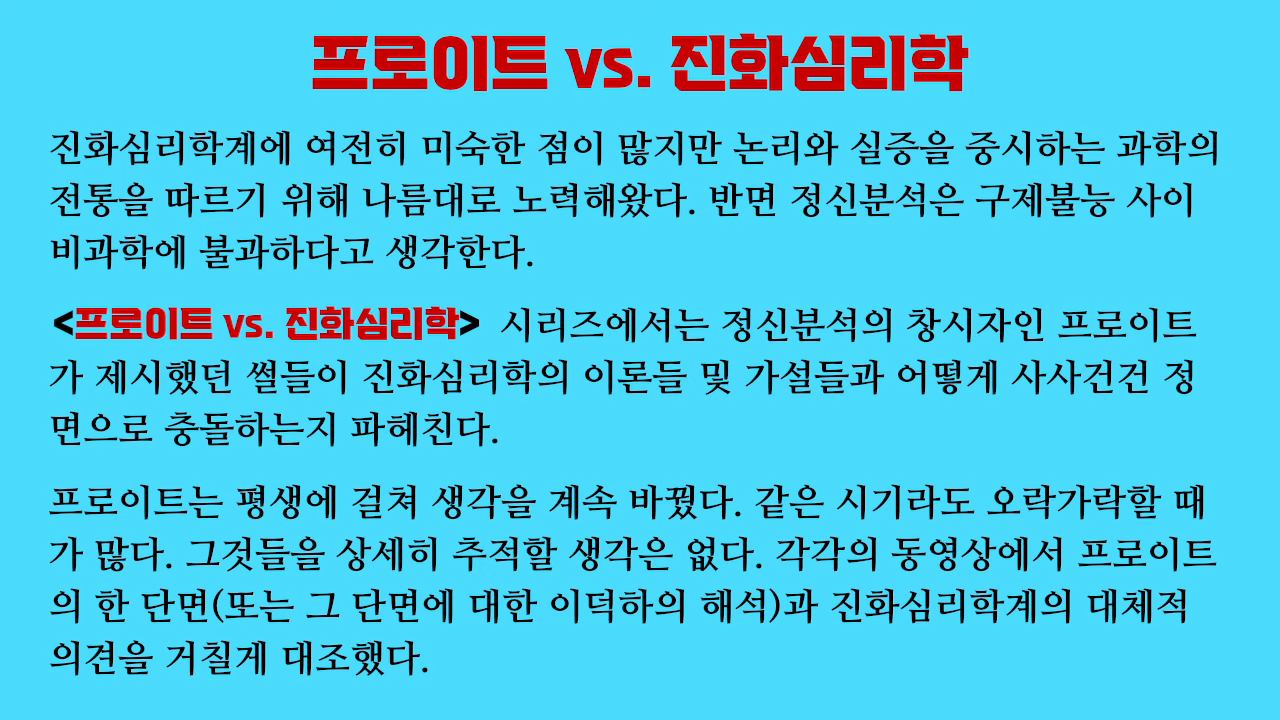 프로이트 vs. 진화심리학
진화심리학계에 여전히 미숙한 점이 많지만 논리와 실증을 중시하는 과학의
전통을 따르기 위해 나름대로 노력해왔다. 반면 정신분석은 구제불능 사이
비과학에 불과하다고 생각한다.
<프로이트 vs. 진화심리학> 시리즈에서는 정신분석의 창시자인 프로이트
가 제시했던 썰들이 진화심리학의 이론들 및 가설들과 어떻게 사사건건 정
면으로 충돌하는지 파헤친다.
프로이트는 평생에 걸쳐 생각을 계속 바꿨다. 같은 시기라도 오락가락할 때
가 많다. 그것들을 상세히 추적할 생각은 없다. 각각의 동영상에서 프로이트
의 한 단면(또는 그 단면에 대한 이덕하의 해석)과 진화심리학계의 대체적
의견을 거칠게 대조했다.